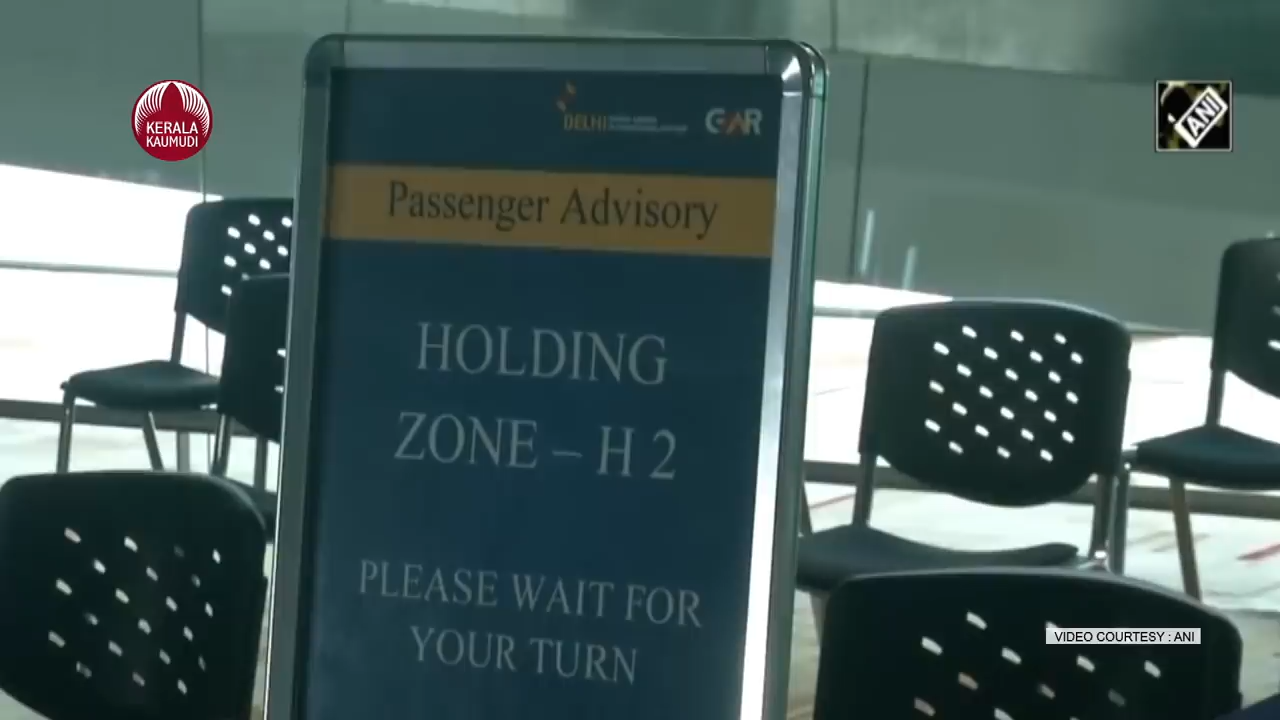 KERALA
KAUMUDI
ANI
DELHI
GMR
Passenger Advisory
HOLDING
ZONE – H 2
PLEASE WAIT FOR
YOUR TURN
VIDEO COURTESY : ANI